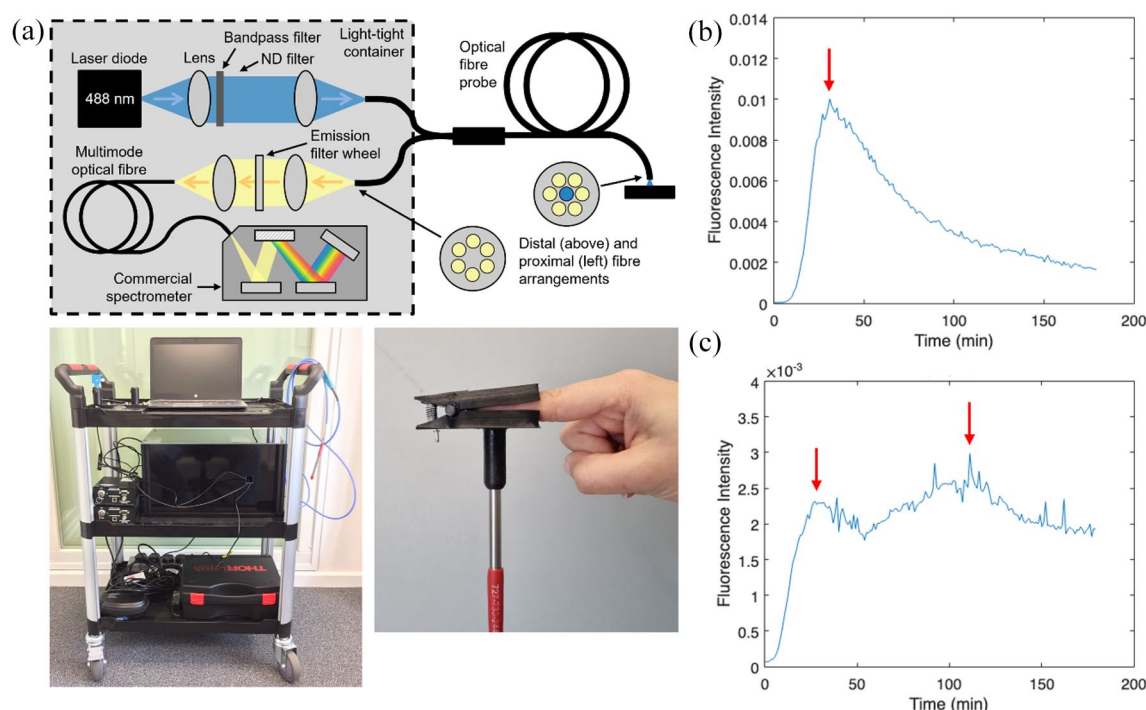 (a)
Laser diode
488 nm
Lens
Bandpass filter
ND filter
Light-tight
container
Optical
fibre
probe
Multimode
optical fibre
Emission
filter wheel
Commercial
spectrometer
Distal (above) and
proximal (left) fibre
arrangements
(b)
Fluorescence Intensity
0.014
0.012
0.01
0.008
0.006
0.004
0.002
0
0 50 100 150 200
Time (min)
(c)
×10⁻³
Fluorescence Intensity
4
3.5
3
2.5
2
1.5
1
0.5
0
0 50 100 150 200
Time (min)